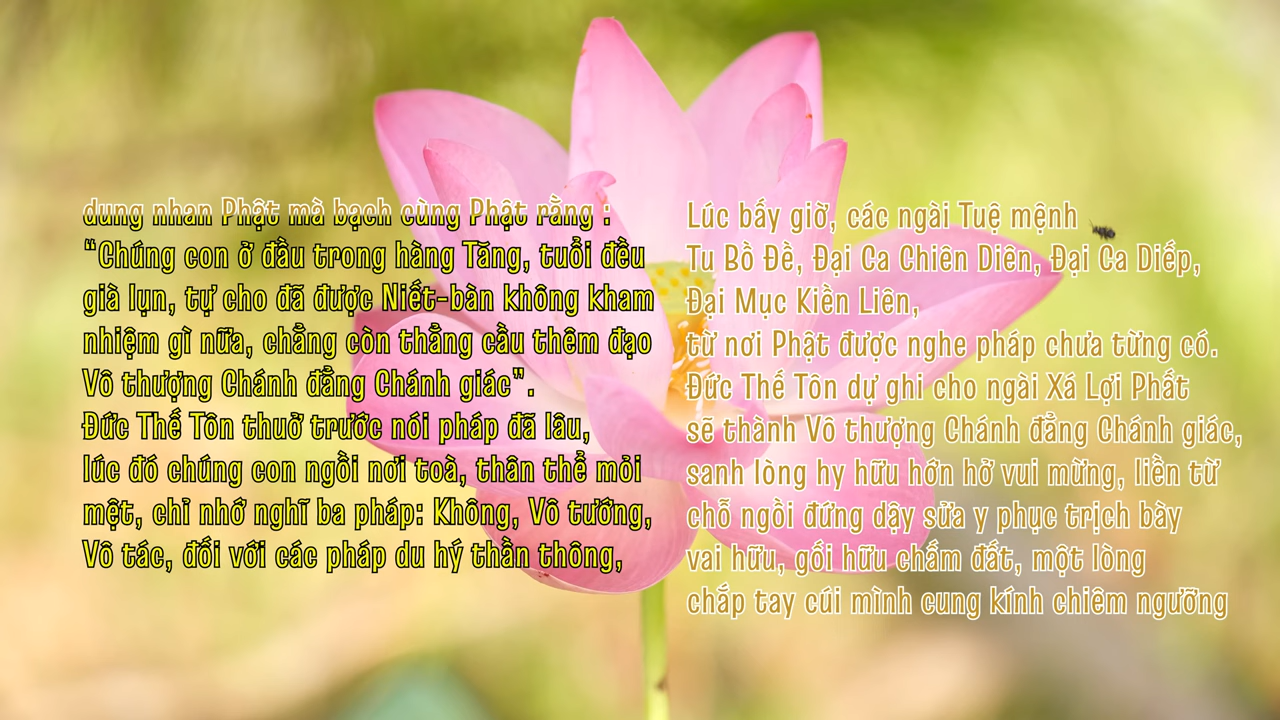 dung nhan Phật mà bạch cùng Phật rằng :
“Chúng con ở đầu trong hàng Tăng, tuổi đều
già lụn, tự cho đã được Niết-bàn không kham
nhiệm gì nữa, chẳng còn thẳng cầu thêm đạo
Vô thượng Chánh đẳng Chánh giác”.
Đức Thế Tôn thuở trước nói pháp đã lâu,
lúc đó chúng con ngồi nơi toà, thân thể mỏi
mệt, chỉ nhớ nghĩ ba pháp: Không, Vô tướng,
Vô tác, đối với các pháp du hý thần thông,
Lúc bấy giờ, các ngài Tuệ mệnh
Tu Bồ Đề, Đại Ca Chiên Diên, Đại Ca Diếp,
Đại Mục Kiền Liên,
từ nơi Phật được nghe pháp chưa từng có.
Đức Thế Tôn dự ghi cho ngài Xá Lợi Phất
sẽ thành Vô thượng Chánh đẳng Chánh giác,
sanh lòng hy hữu hớn hở vui mừng, liền từ
chỗ ngồi đứng dậy sửa y phục trịch bày
vai hữu, gối hữu chấm đất, một lòng
chắp tay cúi mình cung kính chiêm ngưỡng